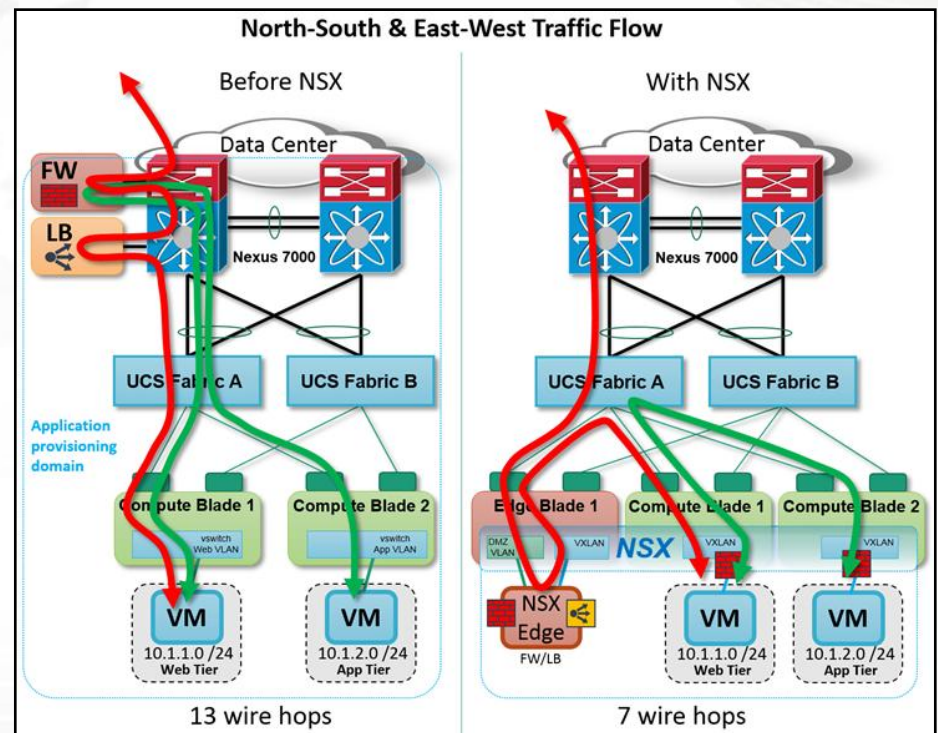 North-South & East-West Traffic Flow
Before NSX
Data Center
FW
LB
Nexus 7000
UCS Fabric A
UCS Fabric B
Application
provisioning
domain
Compute Blade 1
Compute Blade 2
vswitch
Web VLAN
vswitch
App VLAN
VM
VM
10.1.1.0 /24
Web Tier
10.1.2.0 /24
App Tier
13 wire hops
With NSX
Data Center
Nexus 7000
UCS Fabric A
UCS Fabric B
Edge Blade 1
Compute Blade 1
Compute Blade 2
DMZ
VLAN
VXLAN
NSX
VXLAN
VXLAN
NSX
Edge
FW/LB
VM
VM
10.1.1.0 /24
Web Tier
10.1.2.0 /24
App Tier
7 wire hops